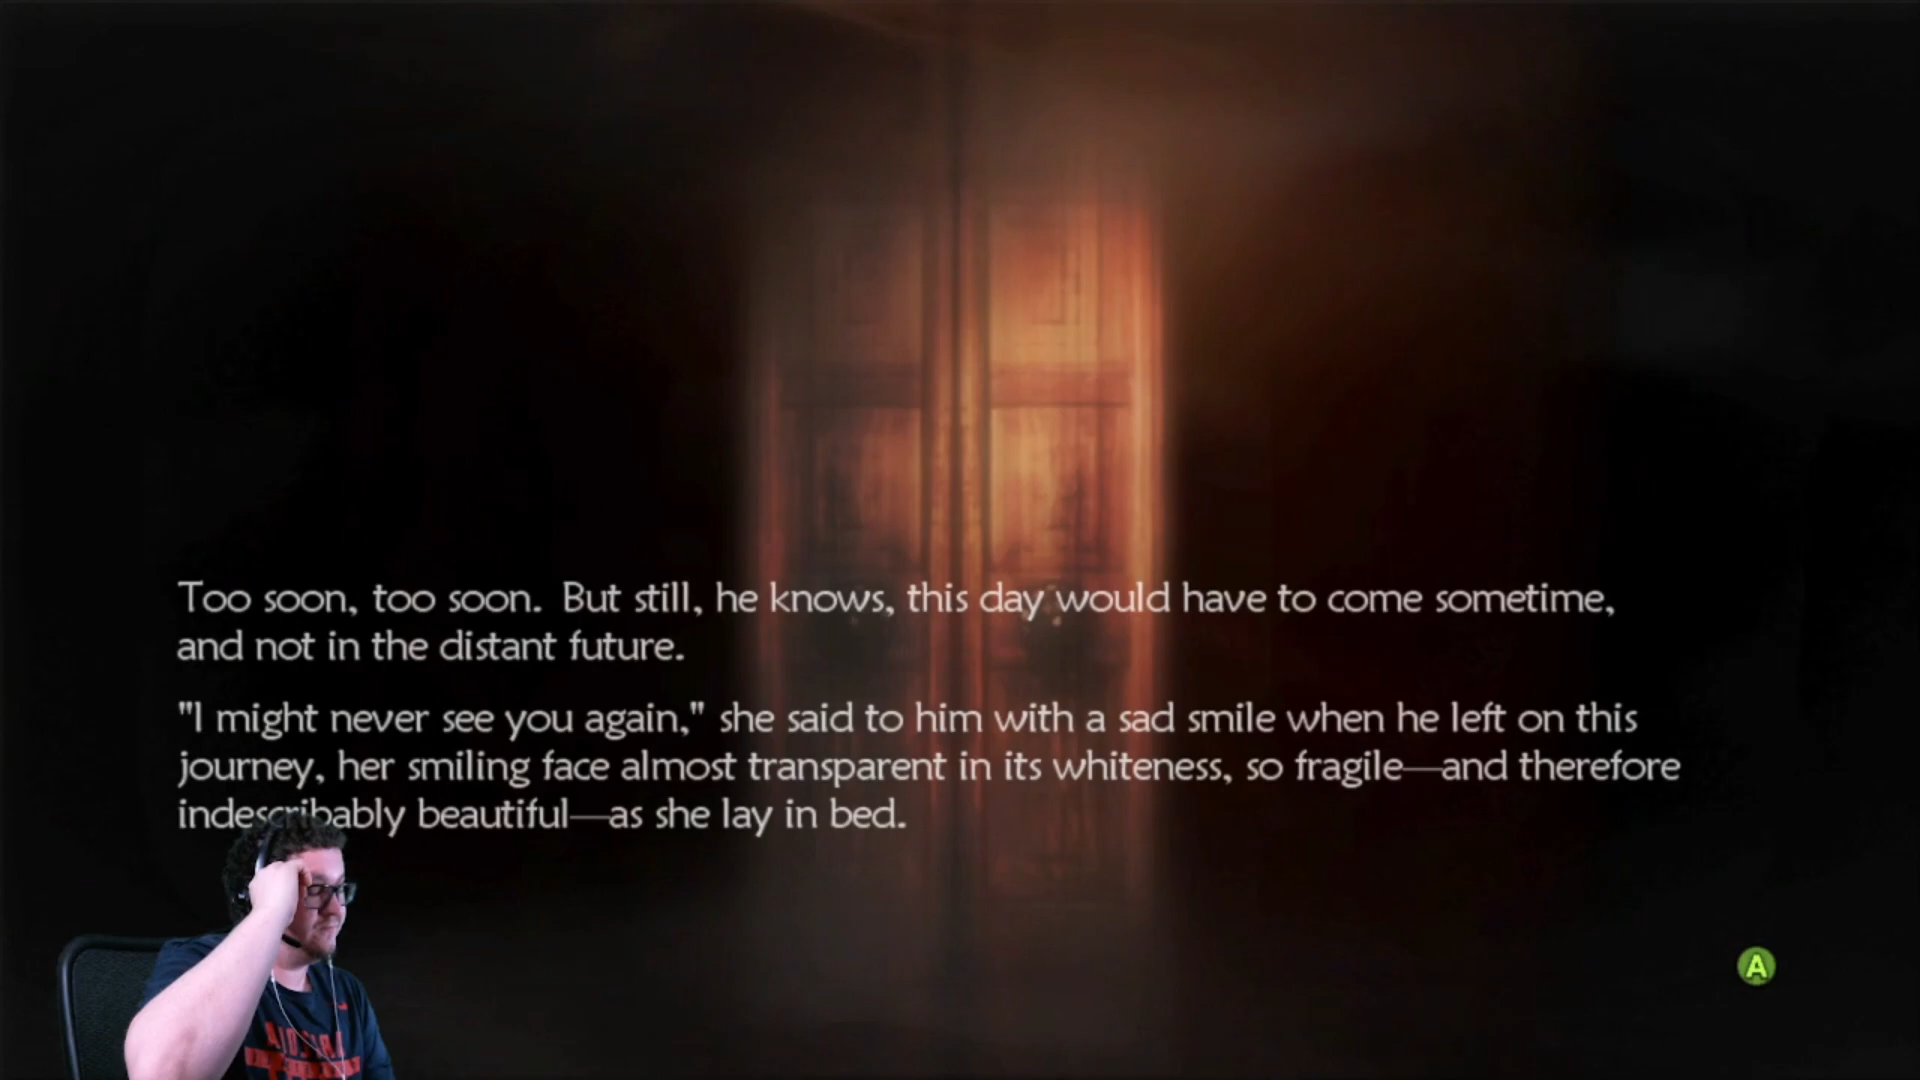 Too soon, too soon. But still, he knows, this day would have to come sometime,
and not in the distant future.
"I might never see you again," she said to him with a sad smile when he left on this
journey, her smiling face almost transparent in its whiteness, so fragile—and therefore
indescribably beautiful—as she lay in bed.
A